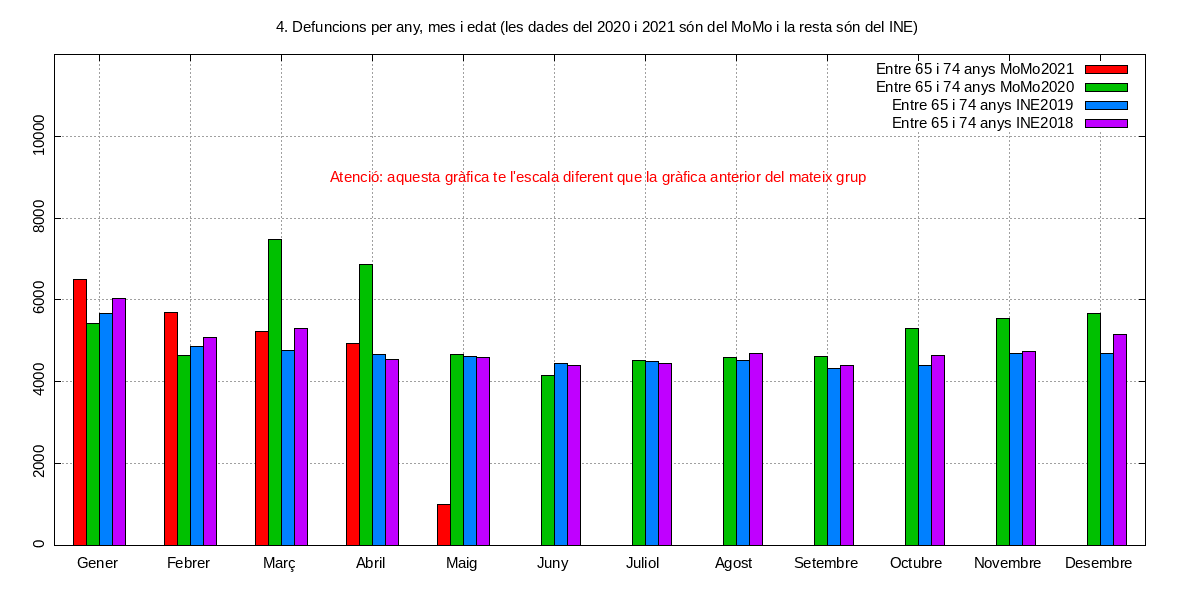 4. Defuncions per any, mes i edat (les dades del 2020 i 2021 són del MoMo i la resta són del INE)
Entre 65 i 74 anys MoMo2021
Entre 65 i 74 anys MoMo2020
Entre 65 i 74 anys INE2019
Entre 65 i 74 anys INE2018
Atenció: aquesta gràfica te l'escala diferent que la gràfica anterior del mateix grup
10000
8000
6000
4000
2000
0
Gener Febrer Març Abril Maig Juny Juliol Agost Setembre Octubre Novembre Desembre